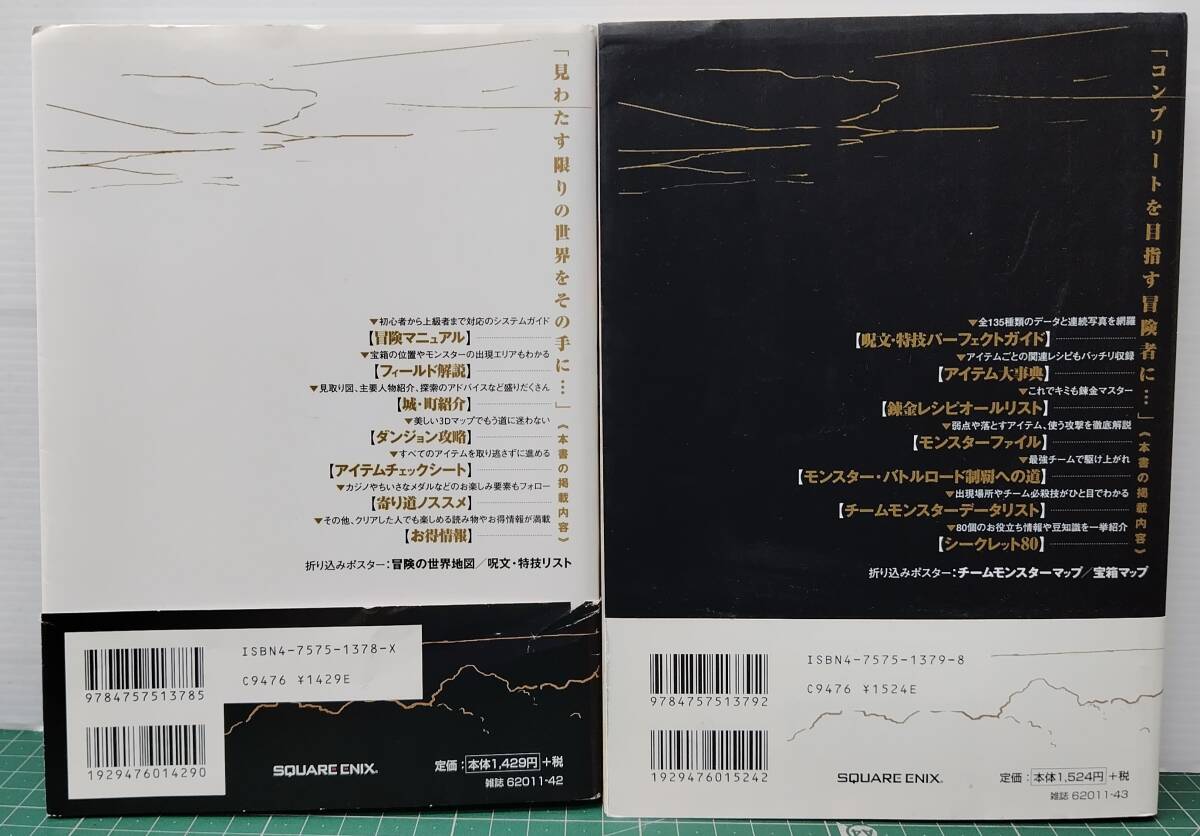 「見わたす限りの世界をその手に…」
《本書の掲載内容》
▼初心者から上級者まで対応のシステムガイド
【冒険マニュアル】
▼宝箱の位置やモンスターの出現エリアもわかる
【フィールド解説】
▼見取り図、主要人物紹介、探索のアドバイスなど盛りだくさん
【城・町紹介】
▼美しい3Dマップでもう道に迷わない
【ダンジョン攻略】
▼すべてのアイテムを取り逃さずに進める
【アイテムチェックシート】
▼カジノやちいさなメダルなどのお楽しみ要素もフォロー
【寄り道ノススメ】
▼その他、クリアした人でも楽しめる読み物やお得情報が満載
【お得情報】
折り込みポスター：冒険の世界地図／呪文・特技リスト
ISBN4-7575-1378-X
C9476 ¥1429E
9784757513785
1929476014290
SQUARE ENIX.
定価：本体1,429円+税
雑誌 62011-42
「コンプリートを目指す冒険者に…」
《本書の掲載内容》
▼全135種類のデータと連続写真を網羅
【呪文・特技パーフェクトガイド】
▼アイテムごとの関連レシピもバッチリ収録
【アイテム大事典】
▼これでキミも錬金マスター
【錬金レシピオールリスト】
▼弱点や落とすアイテム、使う攻撃を徹底解説
【モンスターファイル】
▼最強チームで駆け上がれ
【モンスター・バトルロード制覇への道】
▼出現場所やチーム必殺技がひと目でわかる
【チームモンスターデータリスト】
▼80個のお役立ち情報や豆知識を一挙紹介
【シークレット80】
折り込みポスター：チームモンスターマップ／宝箱マップ
ISBN4-7575-1379-8
C9476 ¥1524E
9784757513792
1929476015242
SQUARE ENIX.
定価：本体1,524円+税
雑誌 62011-43